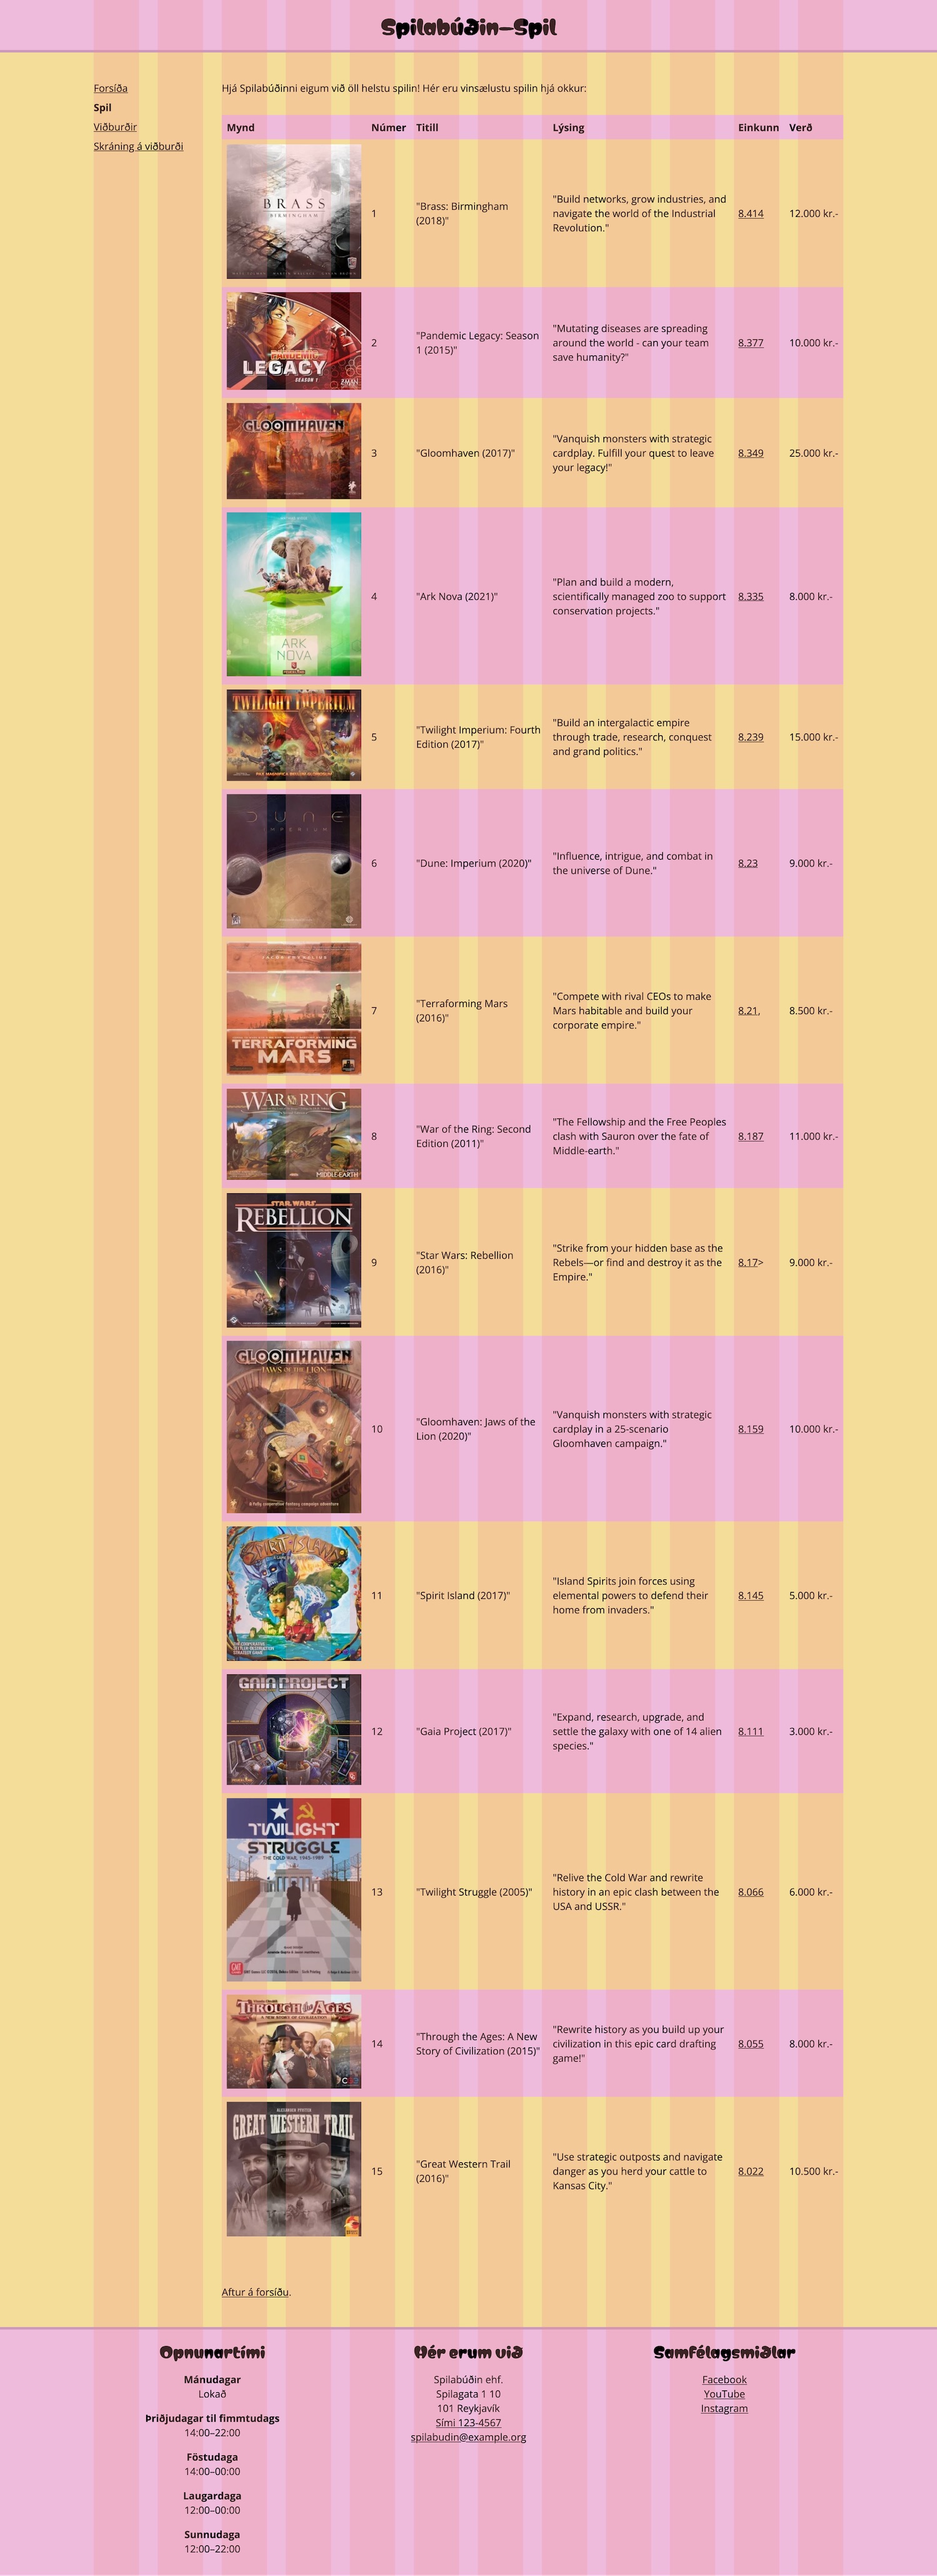 Spilabúðin—Spil
Forsíða
Spil
Viðburðir
Skráning á viðburði
Hjá Spilabúðinni eigum við öll helstu spilin! Hér eru vinsælustu spilin hjá okkur:
Mynd Númer Titill Lýsing Einkunn Verð
BRASS
BIRMINGHAM
1
"Brass: Birmingham
(2018)"
"Build networks, grow industries, and
navigate the world of the Industrial
Revolution."
8.414
12.000 kr.-
PANDEMIC
LEGACY
SEASON 1
2
"Pandemic Legacy: Season
1 (2015)"
"Mutating diseases are spreading
around the world - can your team
save humanity?"
8.377
10.000 kr.-
GLOOMHAVEN
3
"Gloomhaven (2017)"
"Vanquish monsters with strategic
cardplay. Fulfill your quest to leave
your legacy!"
8.349
25.000 kr.-
ARK
NOVA
4
"Ark Nova (2021)"
"Plan and build a modern,
scientifically managed zoo to support
conservation projects."
8.335
8.000 kr.-
TWILIGHT IMPERIUM
5
"Twilight Imperium: Fourth
Edition (2017)"
"Build an intergalactic empire
through trade, research, conquest
and grand politics."
8.239
15.000 kr.-
DUNE
IMPERIUM
6
"Dune: Imperium (2020)"
"Influence, intrigue, and combat in
the universe of Dune."
8.23
9.000 kr.-
TERRAFORMING
MARS
7
"Terraforming Mars
(2016)"
"Compete with rival CEOs to make
Mars habitable and build your
corporate empire."
8.21,
8.500 kr.-
WAR OF THE RING
MIDDLE-EARTH
8
"War of the Ring: Second
Edition (2011)"
"The Fellowship and the Free Peoples
clash with Sauron over the fate of
Middle-earth."
8.187
11.000 kr.-
STAR WARS
REBELLION
9
"Star Wars: Rebellion
(2016)"
"Strike from your hidden base as the
Rebels—or find and destroy it as the
Empire."
8.17>
9.000 kr.-
GLOOMHAVEN
JAWS OF THE LION
A fully cooperative fantasy campaign adventure
10
"Gloomhaven: Jaws of the
Lion (2020)"
"Vanquish monsters with strategic
cardplay in a 25-scenario
Gloomhaven campaign."
8.159
10.000 kr.-
SPIRIT ISLAND
11
"Spirit Island (2017)"
"Island Spirits join forces using
elemental powers to defend their
home from invaders."
8.145
5.000 kr.-
GAIA PROJECT
12
"Gaia Project (2017)"
"Expand, research, upgrade, and
settle the galaxy with one of 14 alien
species."
8.111
3.000 kr.-
TWILIGHT
STRUGGLE
THE COLD WAR, 1945-1989
GMT
13
"Twilight Struggle (2005)"
"Relive the Cold War and rewrite
history in an epic clash between the
USA and USSR."
8.066
6.000 kr.-
THROUGH the AGES
A NEW STORY OF CIVILIZATION
14
"Through the Ages: A New
Story of Civilization (2015)"
"Rewrite history as you build up your
civilization in this epic card drafting
game!"
8.055
8.000 kr.-
ALEXANDER PFISTER
GREAT WESTERN TRAIL
15
"Great Western Trail
(2016)"
"Use strategic outposts and navigate
danger as you herd your cattle to
Kansas City."
8.022
10.500 kr.-
Aftur á forsíðu.
Opnunartími
Mánudagar
Lokað
Þriðjudagar til fimmtudags
14:00–22:00
Föstudaga
14:00–00:00
Laugardaga
12:00–00:00
Sunnudaga
12:00–22:00
Hér erum við
Spilabúðin ehf.
Spilagata 1 10
101 Reykjavík
Sími 123-4567
spilabudin@example.org
Samfélagsmiðlar
Facebook
YouTube
Instagram